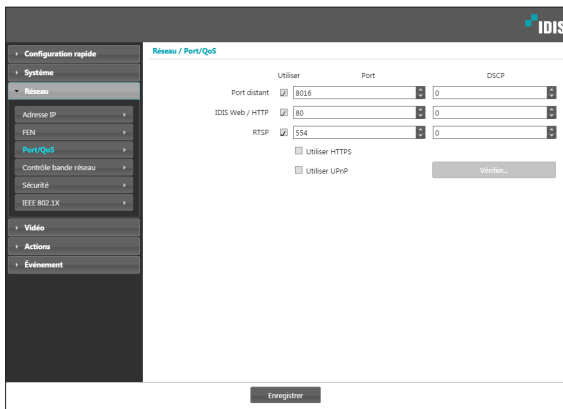 IDIS
Configuration rapide
Système
Réseau
Adresse IP
FEN
Port/QoS
Contrôle bande réseau
Sécurité
IEEE 802.1X
Vidéo
Actions
Événement
Réseau / Port/QoS
Utiliser Port DSCP
Port distant 8016 0
IDIS Web / HTTP 80 0
RTSP 554 0
Utiliser HTTPS
Utiliser UPnP Vérifier...
Enregistrer